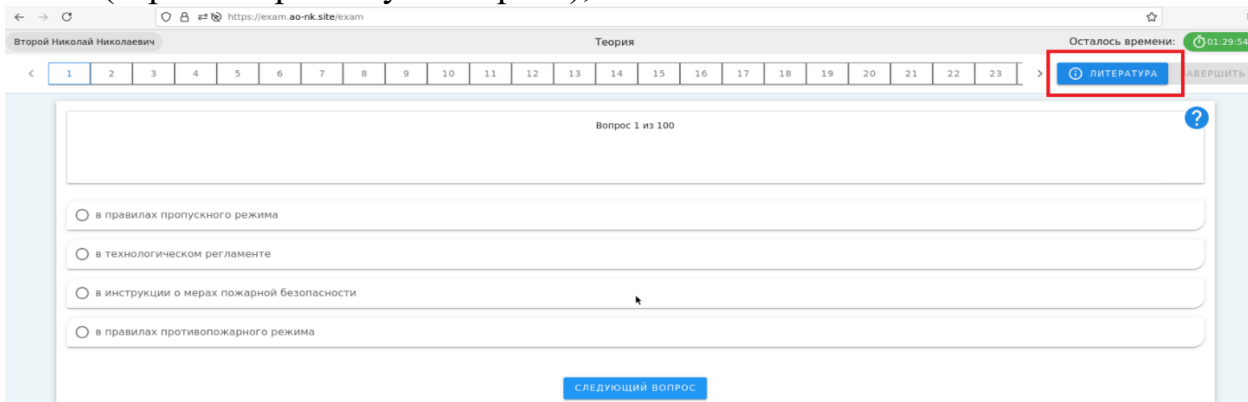 https://exam.ao-nk.site/exam
Второй Николай Николаевич Теория Осталось времени: 01:29:54
< 1 2 3 4 5 6 7 8 9 10 11 12 13 14 15 16 17 18 19 20 21 22 23 > ЛИТЕРАТУРА ЗАВЕРШИТЬ
Вопрос 1 из 100 ?
в правилах пропускного режима
в технологическом регламенте
в инструкции о мерах пожарной безопасности
в правилах противопожарного режима
СЛЕДУЮЩИЙ ВОПРОС